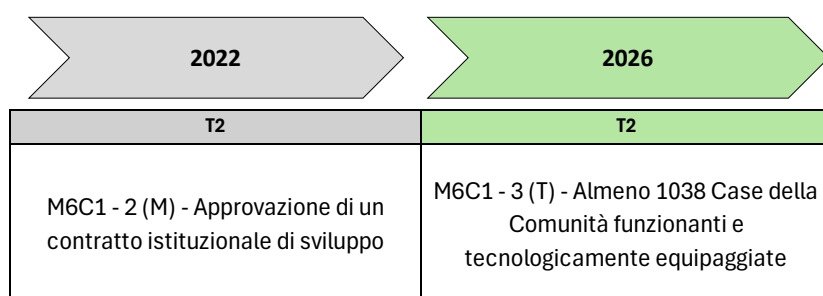 2022
2026
T2
T2
M6C1 - 2 (M) - Approvazione di un
contratto istituzionale di sviluppo
M6C1 - 3 (T) - Almeno 1038 Case della
Comunità funzionanti e
tecnologicamente equipaggiate